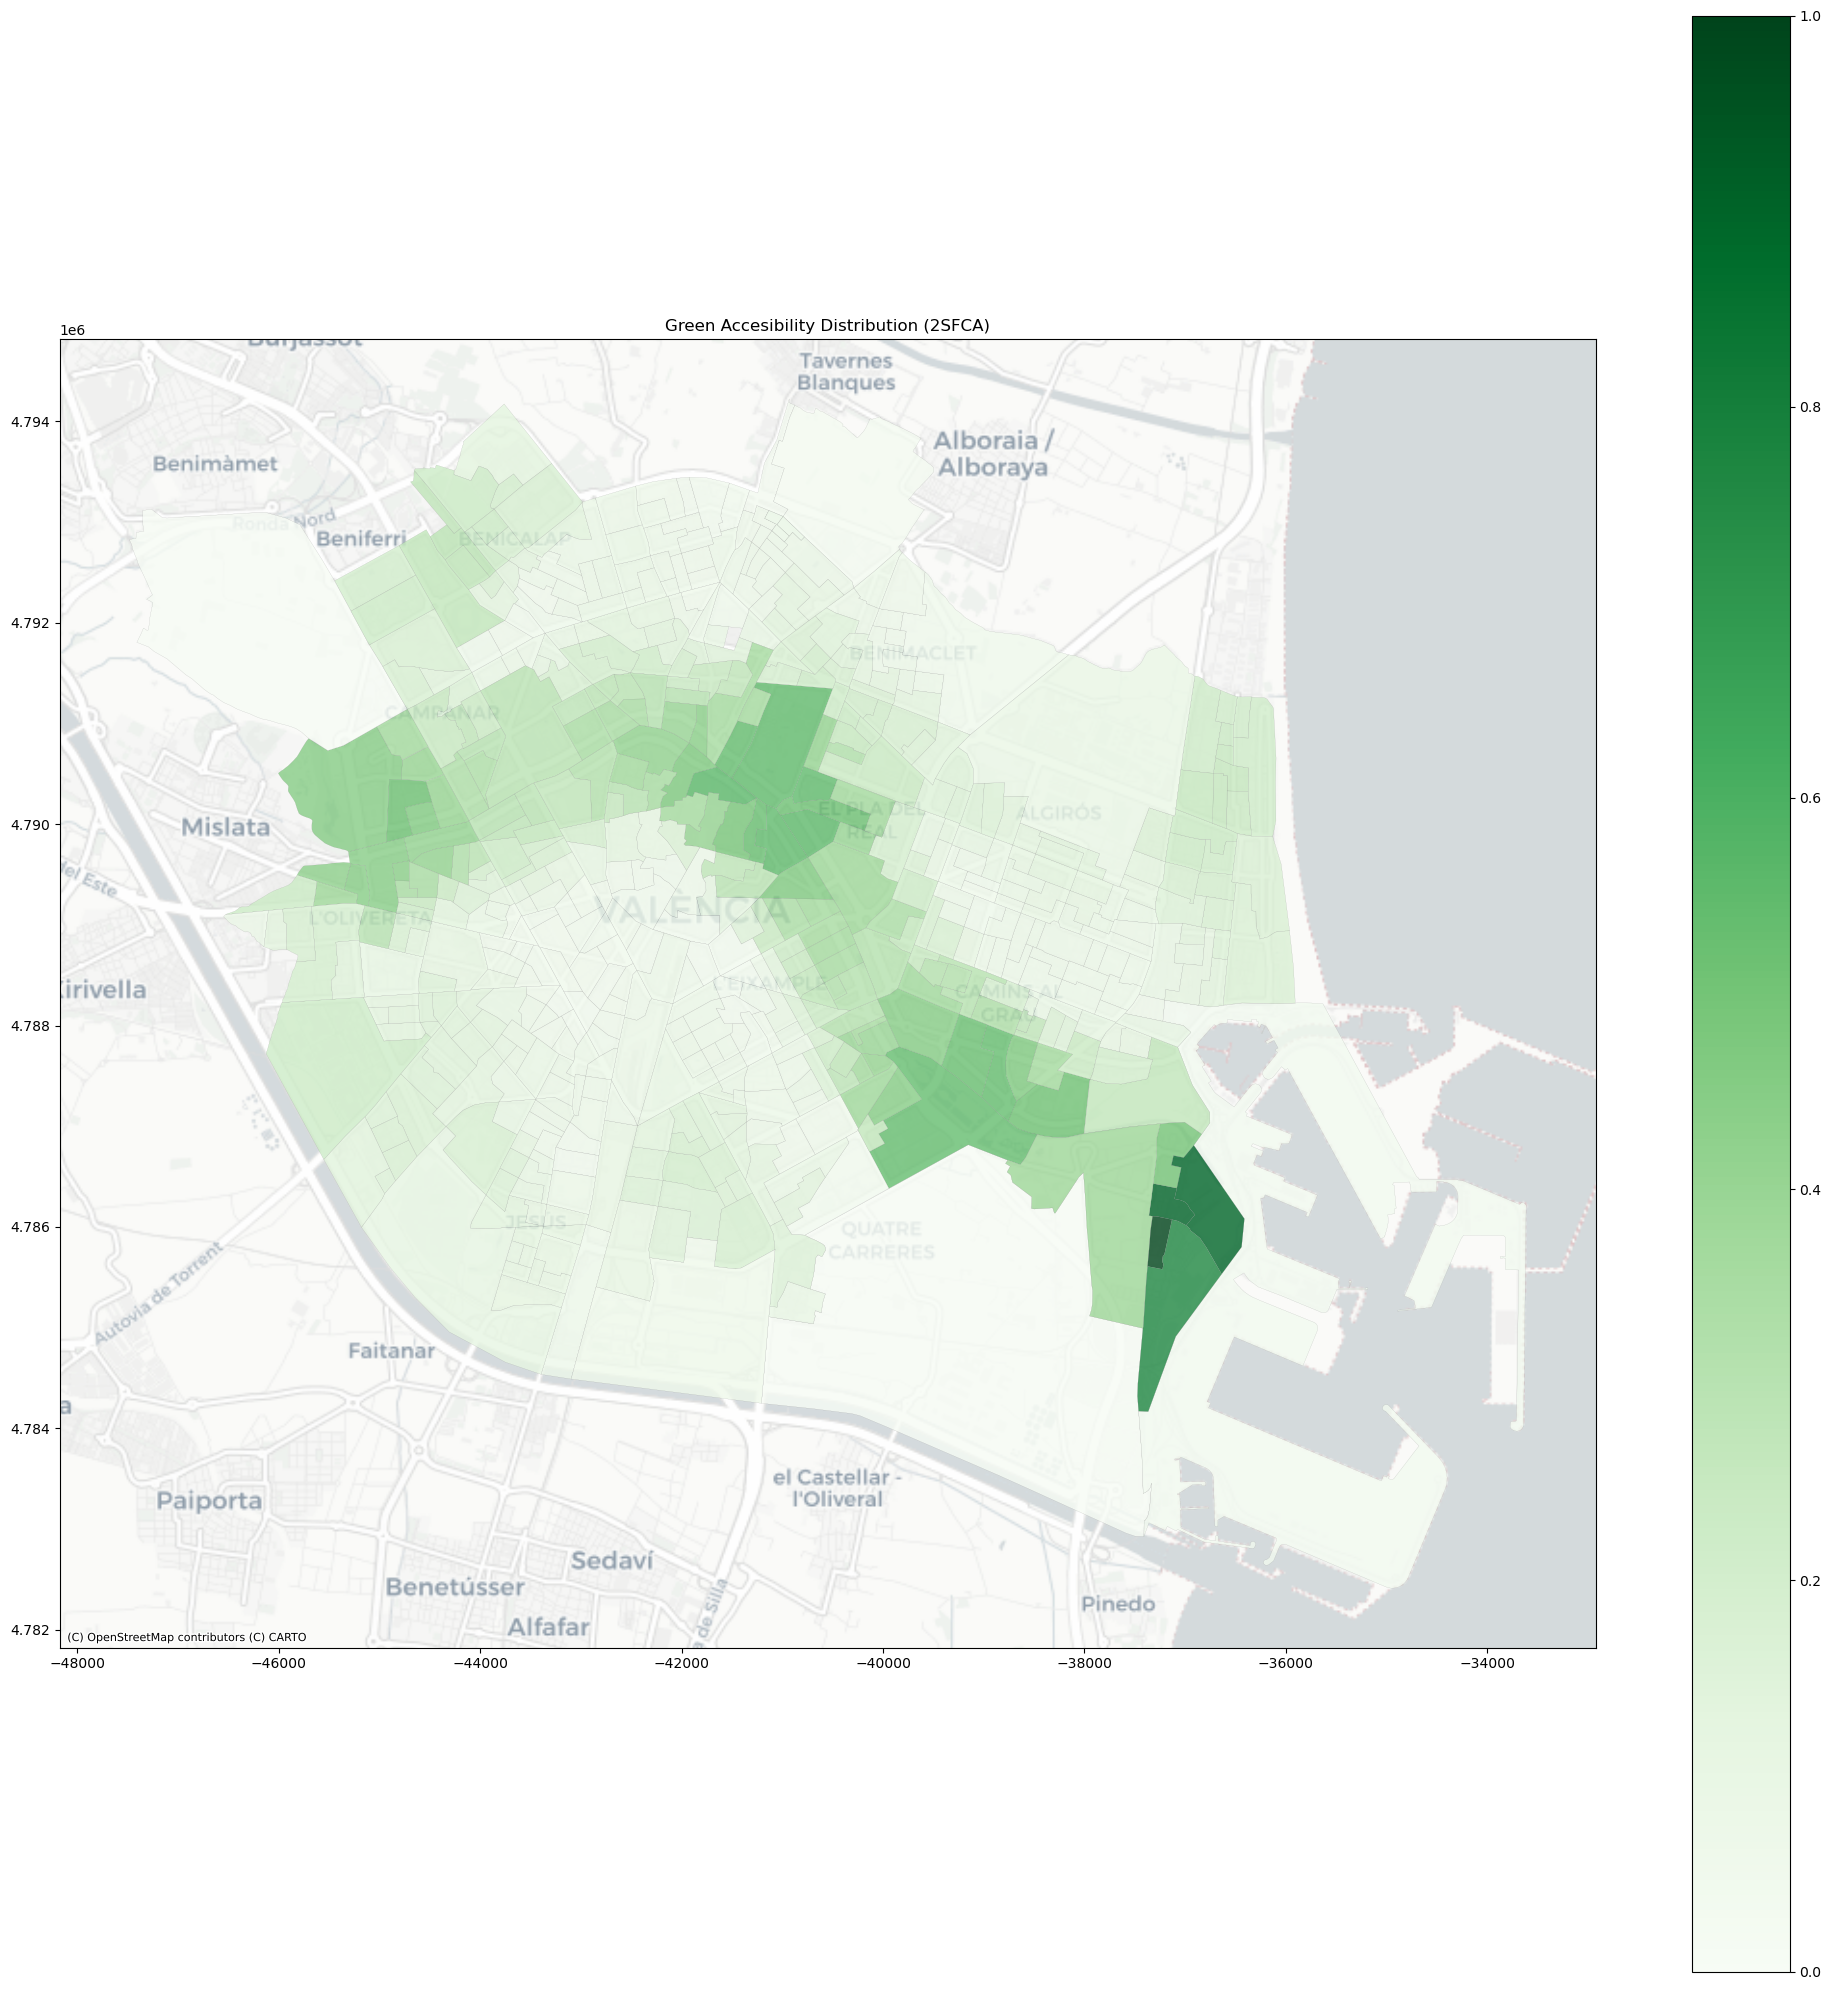 1.0
Green Accesibility Distribution (2SFCA)
1e6
Burjassot
Tavernes
Blanques
0.8
4.794
Alboraia /
Alboraya
Benimàmet
Ronda Nord
Beniferri
BENICALAP
4.792
BENIMACLET
CAMPANAR
0.6
EL PLA DEL
REAL
ALGIRÓS
4.790
Mislata
del Este
VALÈNCIA
L'OLIVERETA
L'EIXAMPLE
CAMINS AL
GRAU
irivella
4.788
0.4
4.786
JESÚS
QUATRE
CARRERES
Autovia de Torrent
Faitanar
a
4.784
el Castellar -
l'Oliveral
Paiporta
Sedaví
0.2
Benetússer
a de Silla
Pinedo
Alfafar
4.782
(C) OpenStreetMap contributors (C) CARTO
−48000
−46000
−44000
−42000
−40000
−38000
−36000
−34000
0.0